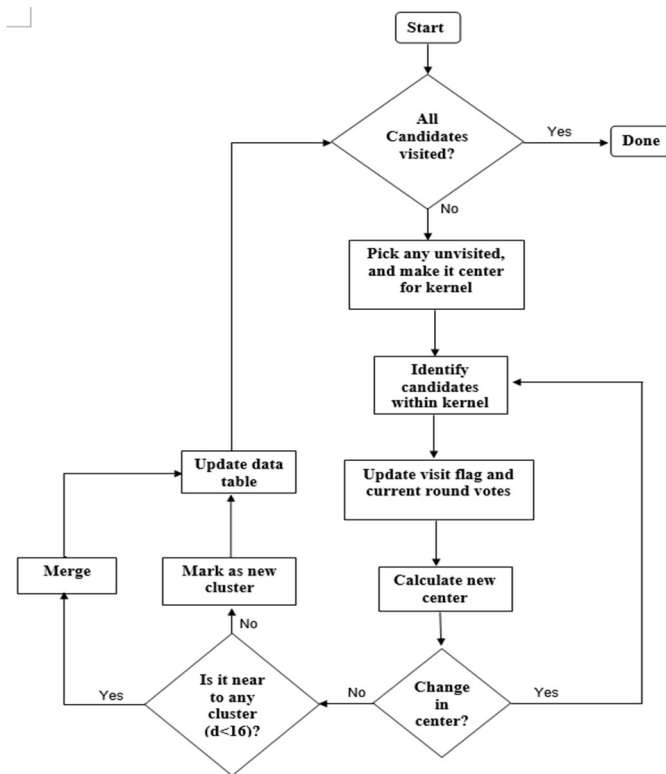 Start
All
Candidates
visited?
Yes
Done
No
Pick any unvisited,
and make it center
for kernel
Identify
candidates
within kernel
Update data
table
Update visit flag and
current round votes
Merge
Mark as new
cluster
Calculate new
center
No
Is it near
to any
cluster
(d<16)?
Yes
No
Change
in
center?
Yes